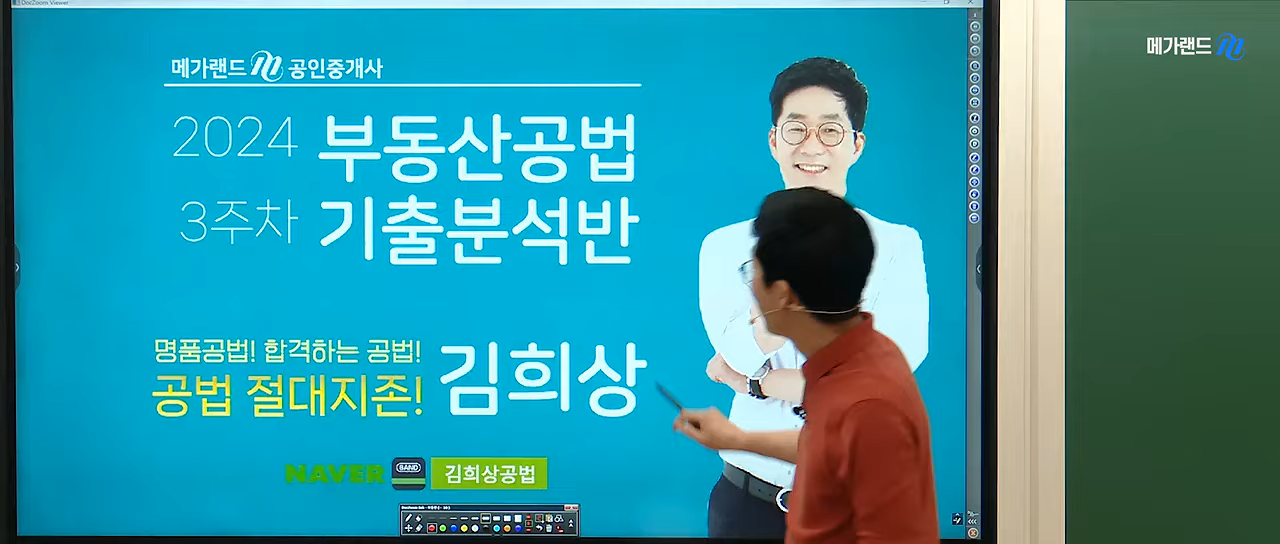 DocZoom Viewer
메가랜드 공인중개사
2024 부동산공법
3주차 기출분석반
명품공법! 합격하는 공법!
공법 절대지존! 김희상
NAVER BAND 김희상공법
메가랜드